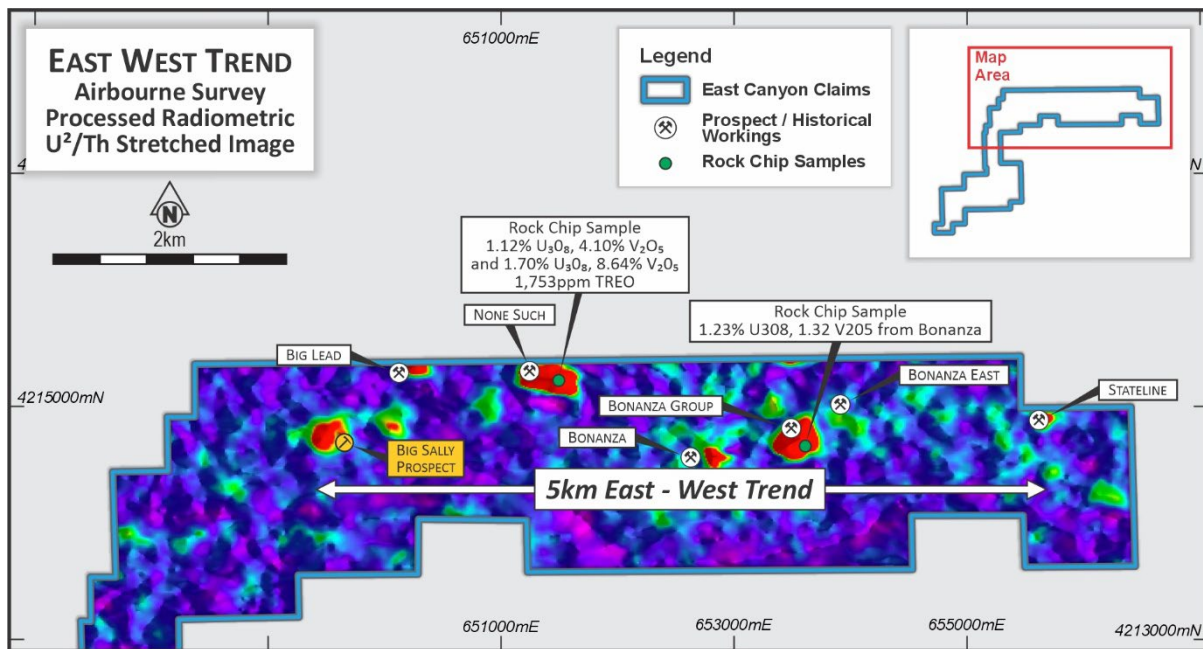 EAST WEST TREND
Airbourne Survey
Processed Radiometric
U²/Th Stretched Image
N
2km
651000mE
Legend
East Canyon Claims
Prospect / Historical
Workings
Rock Chip Samples
Map
Area
4
N
Rock Chip Sample
1.12% U₃0₈, 4.10% V₂O₅
and 1.70% U₃0₈, 8.64% V₂0₅
1,753ppm TREO
NONE SUCH
Rock Chip Sample
1.23% U308, 1.32 V205 from Bonanza
BIG LEAD
BONANZA EAST
STATELINE
4215000mN
BONANZA GROUP
BONANZA
BIG SALLY
PROSPECT
5km East - West Trend
651000mE
653000mE
655000mE
4213000mN